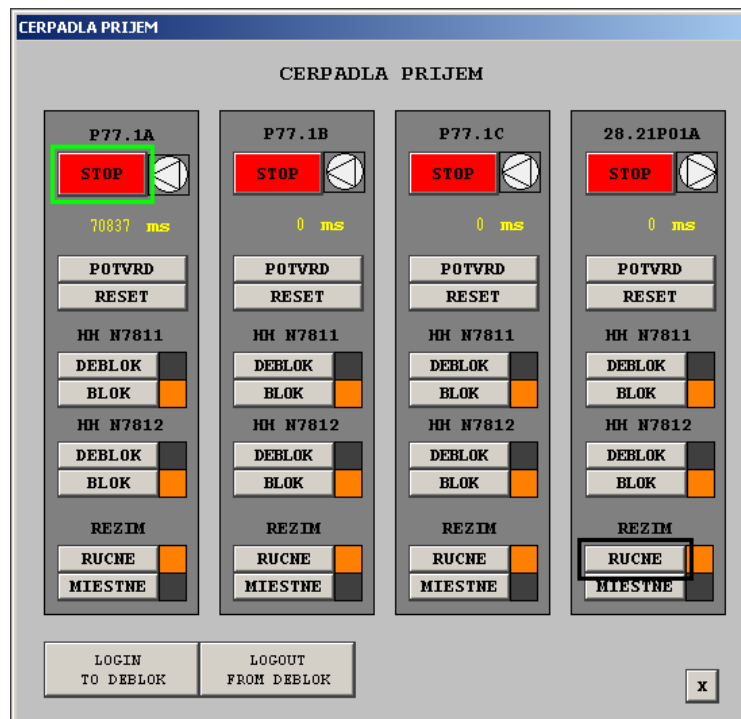 CERPADLA PRIJEM
CERPADLA PRIJEM
P77.1A
STOP
70837 ms
POTVRD
RESET
HH N7811
DEBLOK
BLOK
HH N7812
DEBLOK
BLOK
REZIM
RUCNE
MIESTNE
P77.1B
STOP
0 ms
POTVRD
RESET
HH N7811
DEBLOK
BLOK
HH N7812
DEBLOK
BLOK
REZIM
RUCNE
MIESTNE
P77.1C
STOP
0 ms
POTVRD
RESET
HH N7811
DEBLOK
BLOK
HH N7812
DEBLOK
BLOK
REZIM
RUCNE
MIESTNE
28.21P01A
STOP
0 ms
POTVRD
RESET
HH N7811
DEBLOK
BLOK
HH N7812
DEBLOK
BLOK
REZIM
RUCNE
MIESTNE
LOGIN
TO DEBLOK
LOGOUT
FROM DEBLOK
X